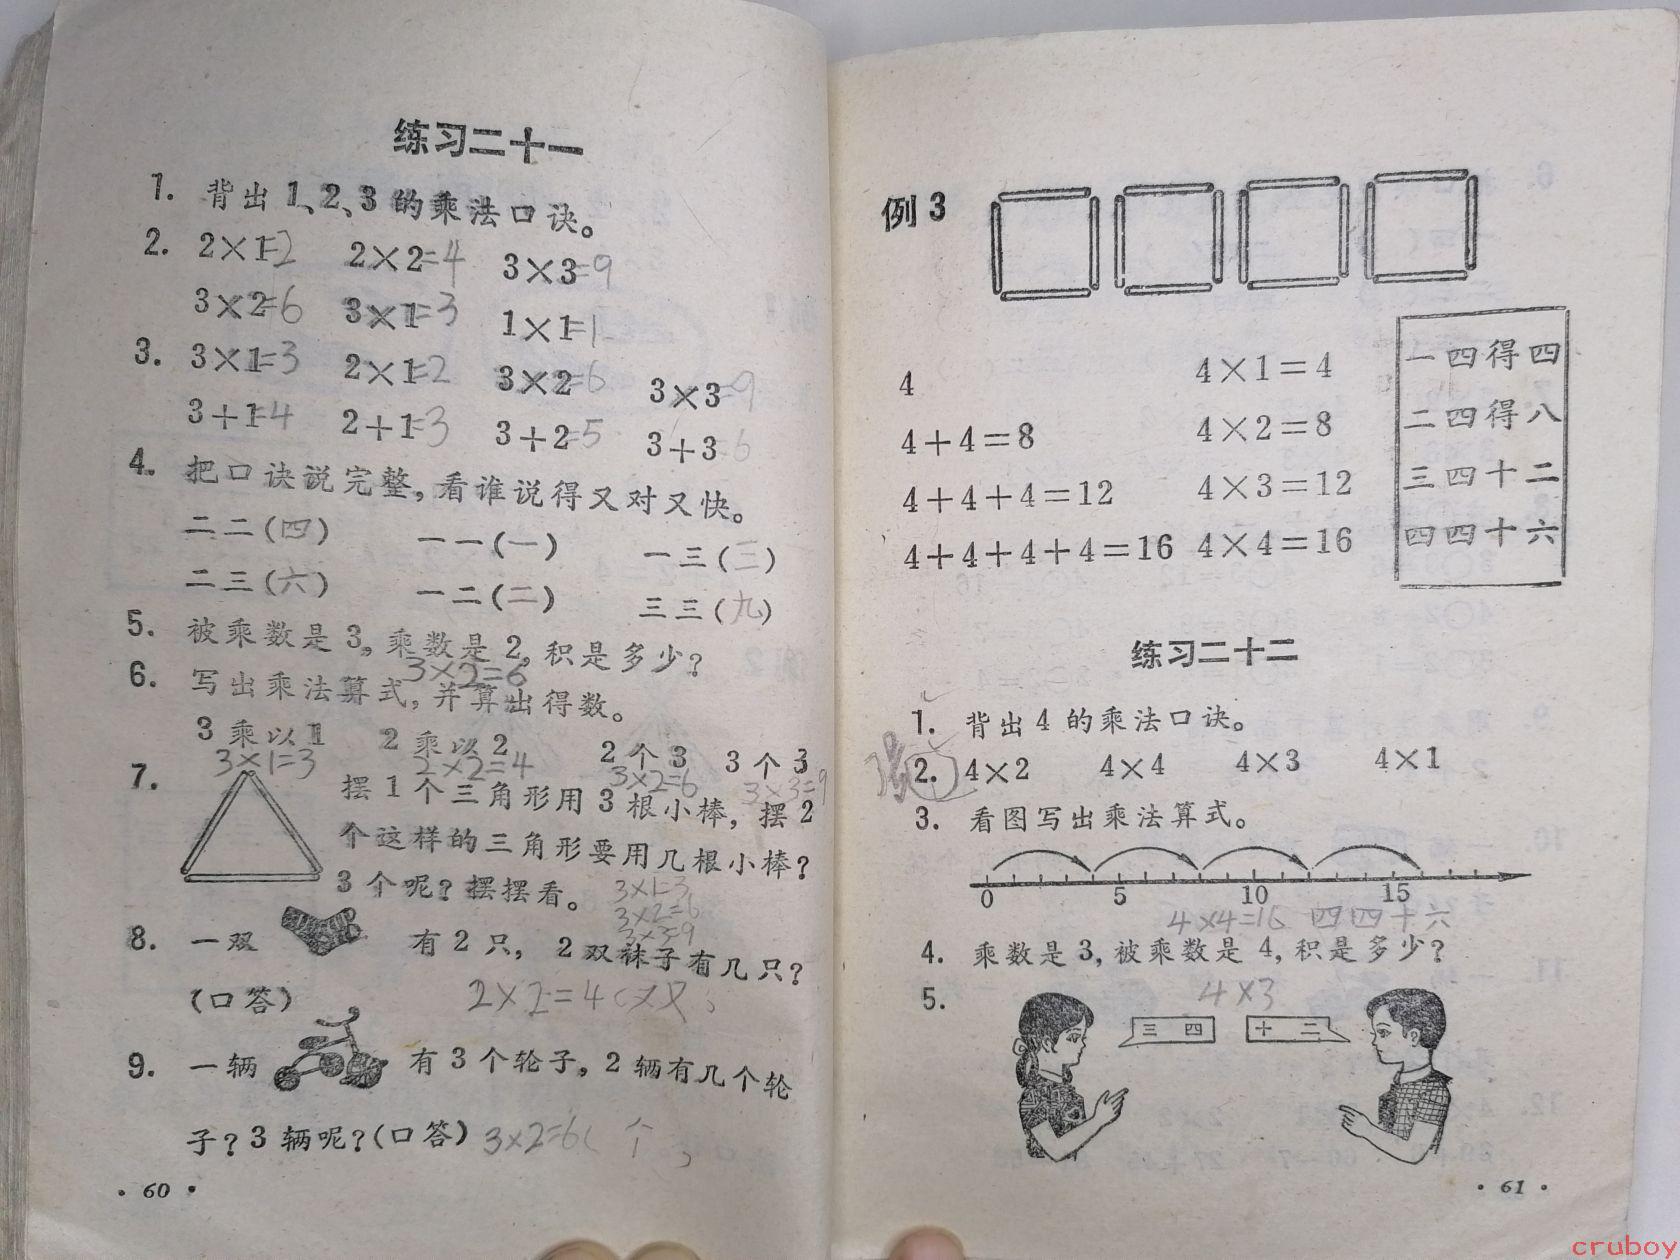 练习二十一
1. 背出1、2、3的乘法口诀。
2. 2×1=2 2×2=4 3×3=9
3×2=6 3×1=3 1×1=1
3. 3×1=3 2×1=2 3×2=6 3×3=9
3+1=4 2+1=3 3+2=5 3+3=6
4. 把口诀说完整,看谁说得又对又快。
二二(四) 一一(一) 一三(三)
二三(六) 一二(二) 三三(九)
5. 被乘数是3,乘数是2,积是多少?
3×2=6
6. 写出乘法算式,并算出得数。
3乘以1 2乘以2 2个3 3个3
3×1=3 2×2=4 3×2=6 3×3=9
7. 摆1个三角形用3根小棒,摆2
个这样的三角形要用几根小棒?
3个呢?摆摆看。
3×1=3
3×2=6
3×3=9
8. 一双 有2只, 2双袜子有几只?
(口答) 2×2=4
9. 一辆 有3个轮子,2辆有几个轮
子?3辆呢?(口答) 3×2=6( 个
·60·
例3
4 4×1=4 一四得四
4+4=8 4×2=8 二四得八
4+4+4=12 4×3=12 三四十二
4+4+4+4=16 4×4=16 四四十六
练习二十二
1. 背出4的乘法口诀。
2. 4×2 4×4 4×3 4×1
3. 看图写出乘法算式。
0 5 10 15
4×4=16 四四十六
4. 乘数是3,被乘数是4,积是多少?
4×3
5. 三四 十二
·61·
cruboy